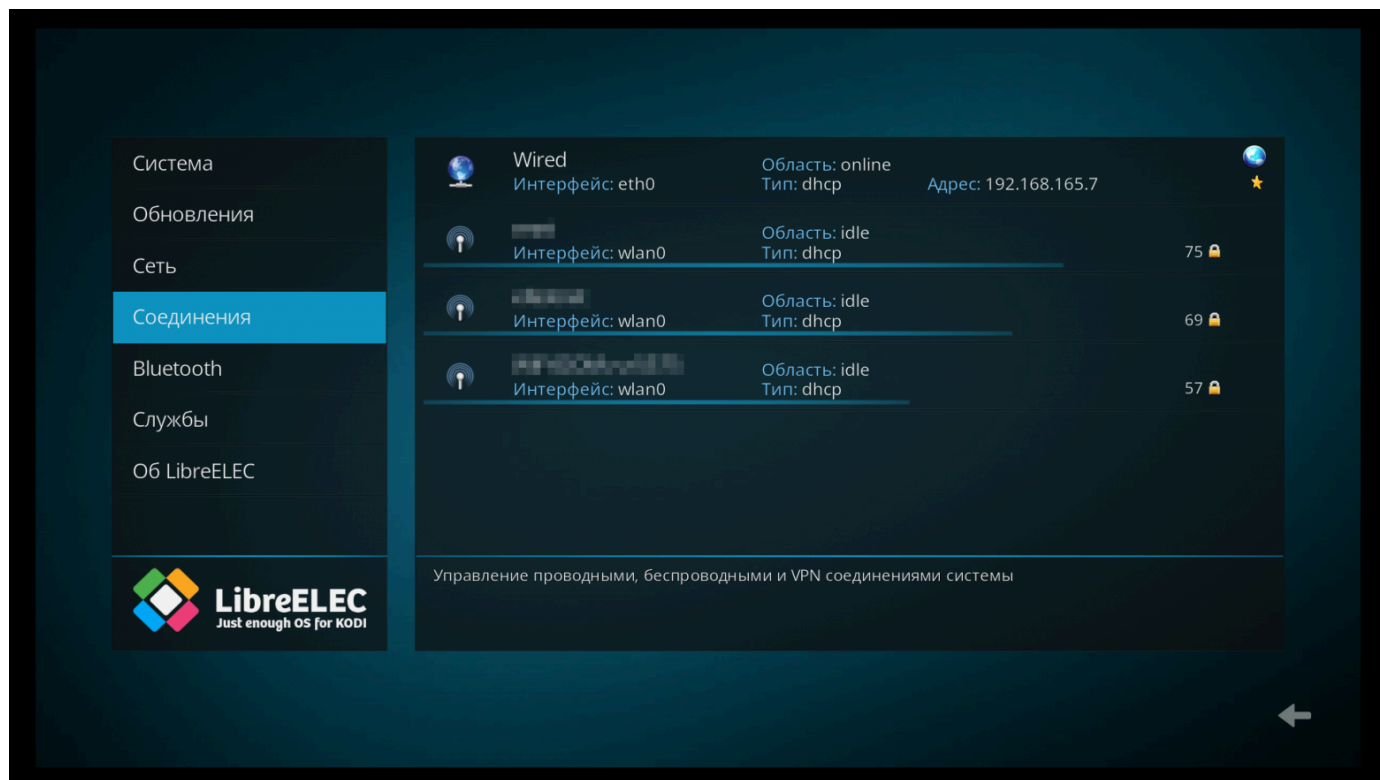 Система
Обновления
Сеть
Соединения
Bluetooth
Службы
Об LibreELEC
LibreELEC
Just enough OS for KODI
Wired
Интерфейс: eth0
Область: online
Тип: dhcp
Адрес: 192.168.165.7
Интерфейс: wlan0
Область: idle
Тип: dhcp
75
Интерфейс: wlan0
Область: idle
Тип: dhcp
69
Интерфейс: wlan0
Область: idle
Тип: dhcp
57
Управление проводными, беспроводными и VPN соединениями системы